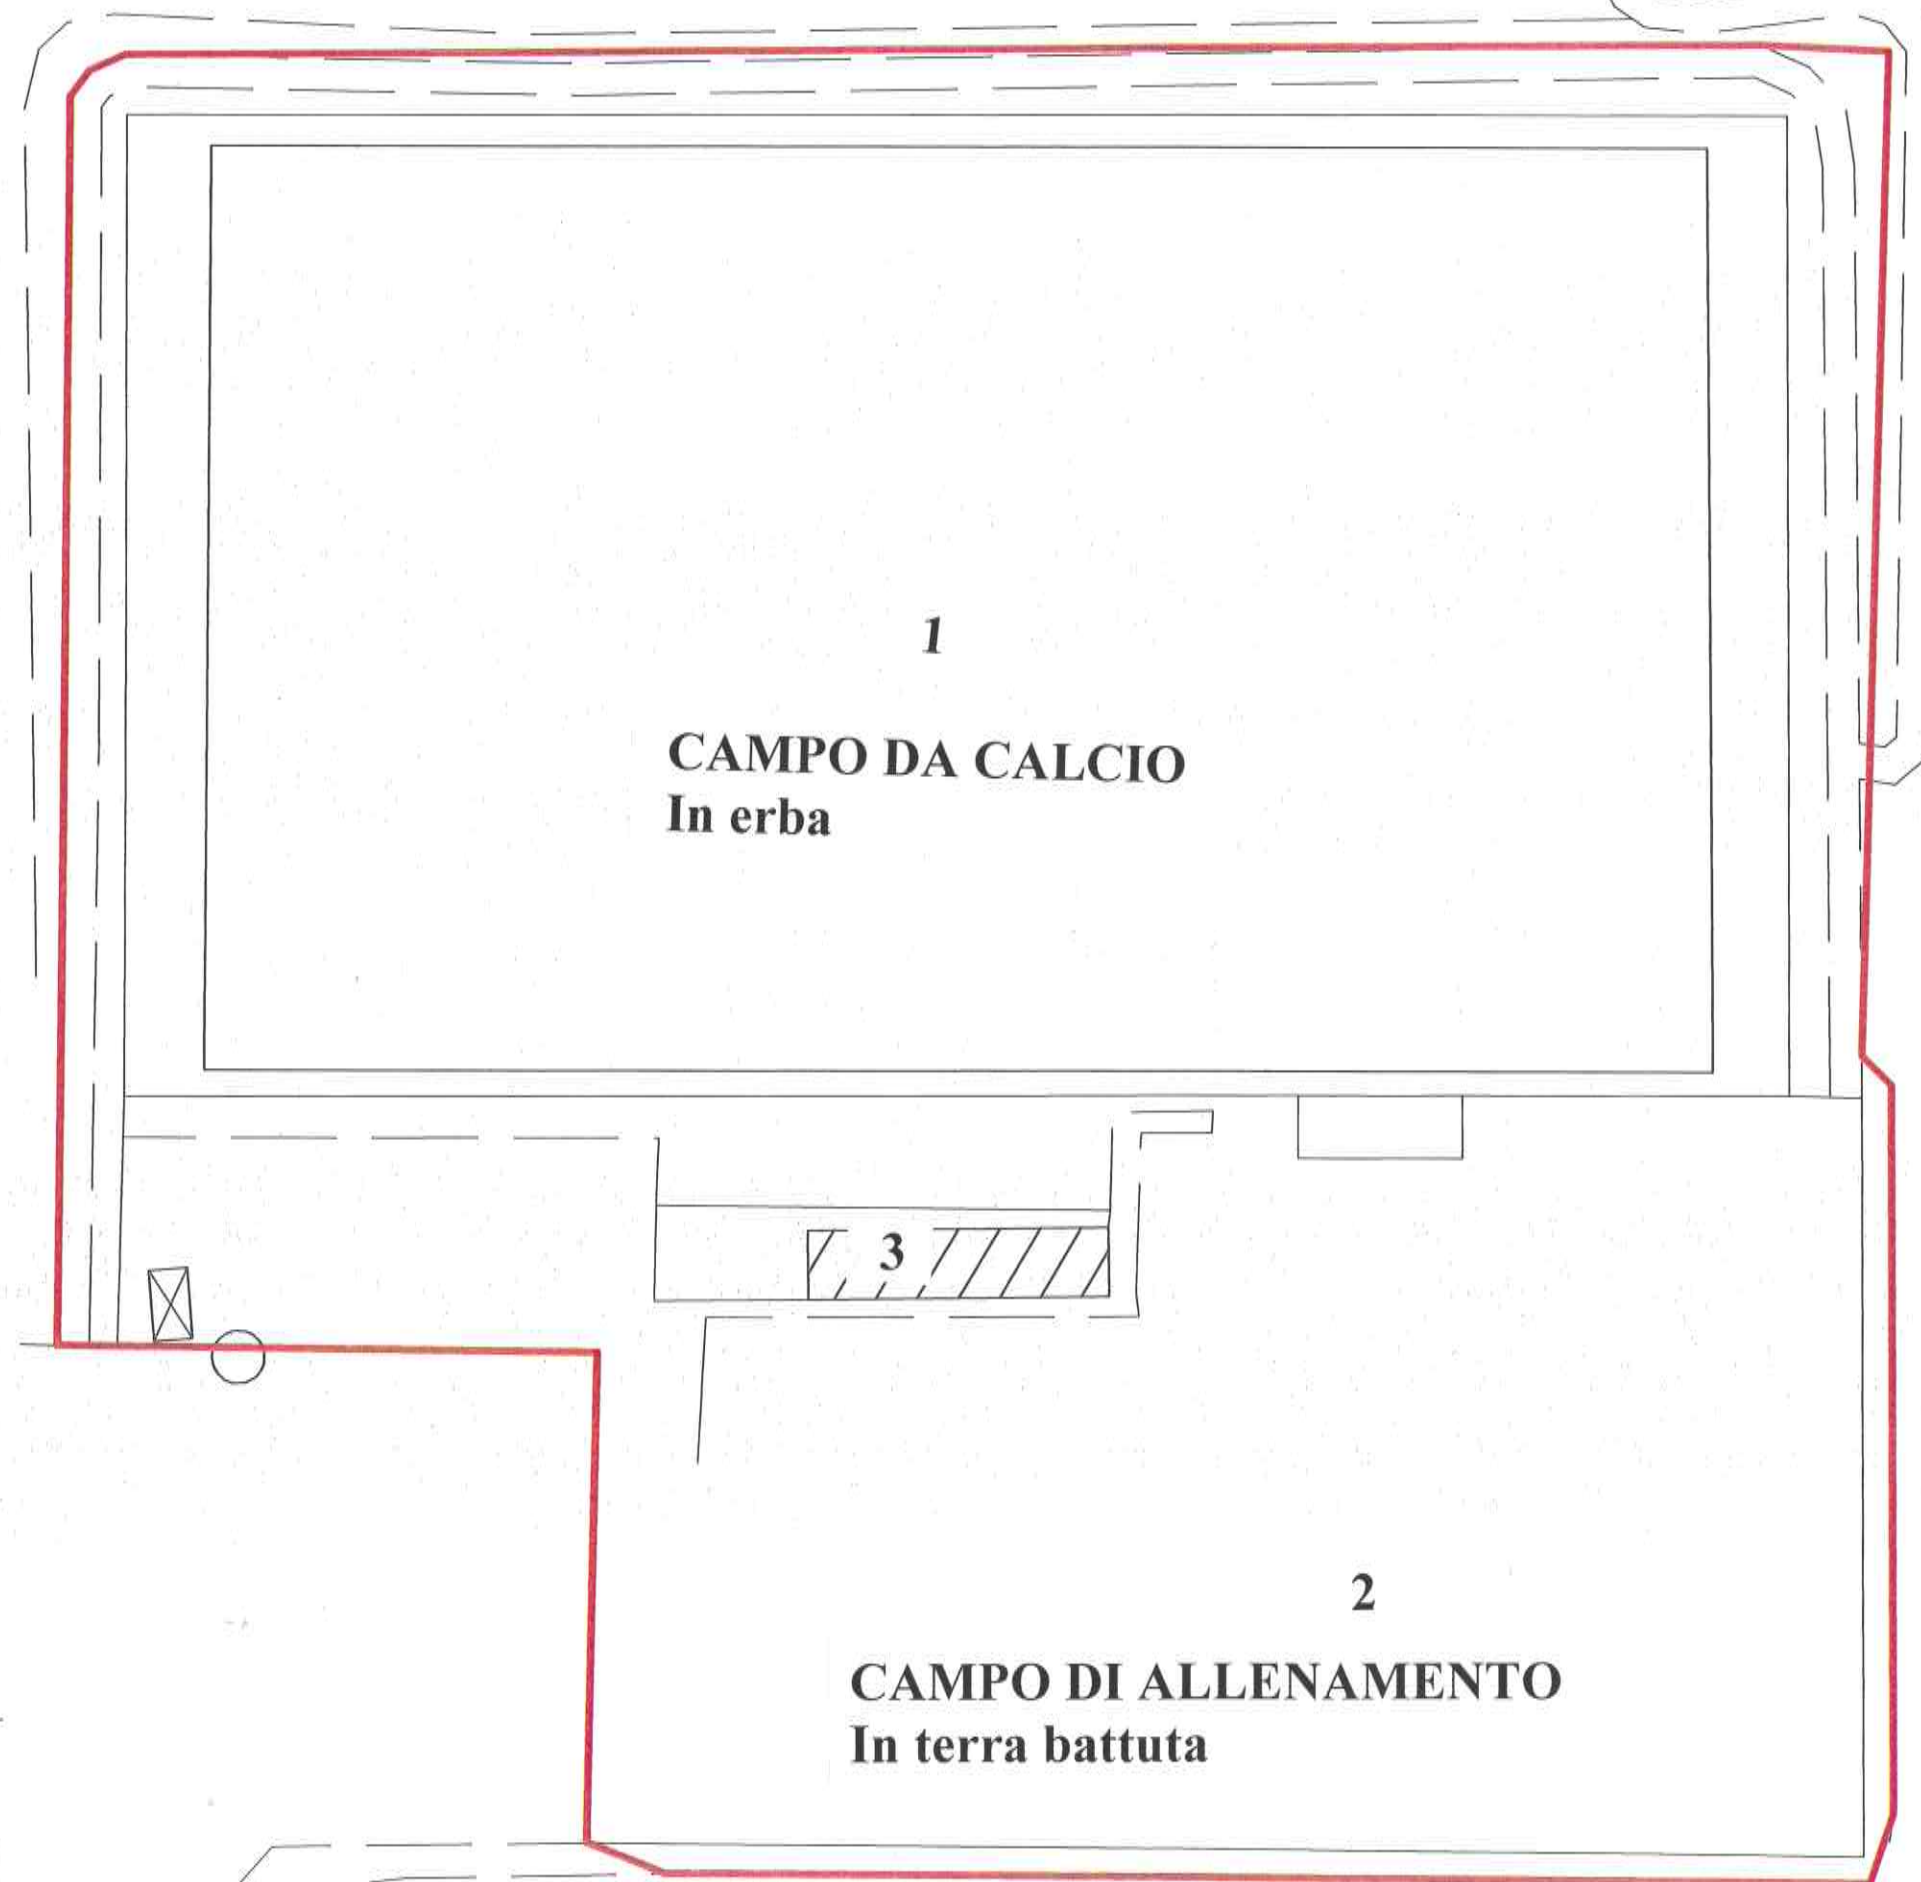 1
CAMPO DA CALCIO
In erba
3
2
CAMPO DI ALLENAMENTO
In terra battuta